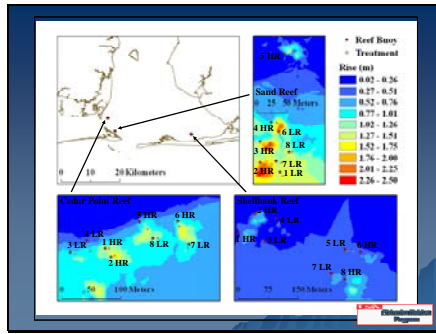 Reef Buoy
Treatment
Rise (m)
0.02 - 0.26
0.27 - 0.51
0.52 - 0.76
0.77 - 1.01
1.02 - 1.26
1.27 - 1.51
1.52 - 1.75
1.76 - 2.00
2.01 - 2.25
2.26 - 2.50
5 HR
Sand Reef
0 25 50 Meters
4 HR
6 LR
3 HR
8 LR
2 HR
7 LR
1 LR
0 10 20 Kilometers
Cedar Point Reef
5 HR
6 HR
4 LR
3 LR
1 HR
8 LR
7 LR
2 HR
0 50 100 Meters
Shellbank Reef
2 HR
4 LR
1 HR
3 LR
5 LR
6 HR
7 LR
8 HR
0 75 150 Meters